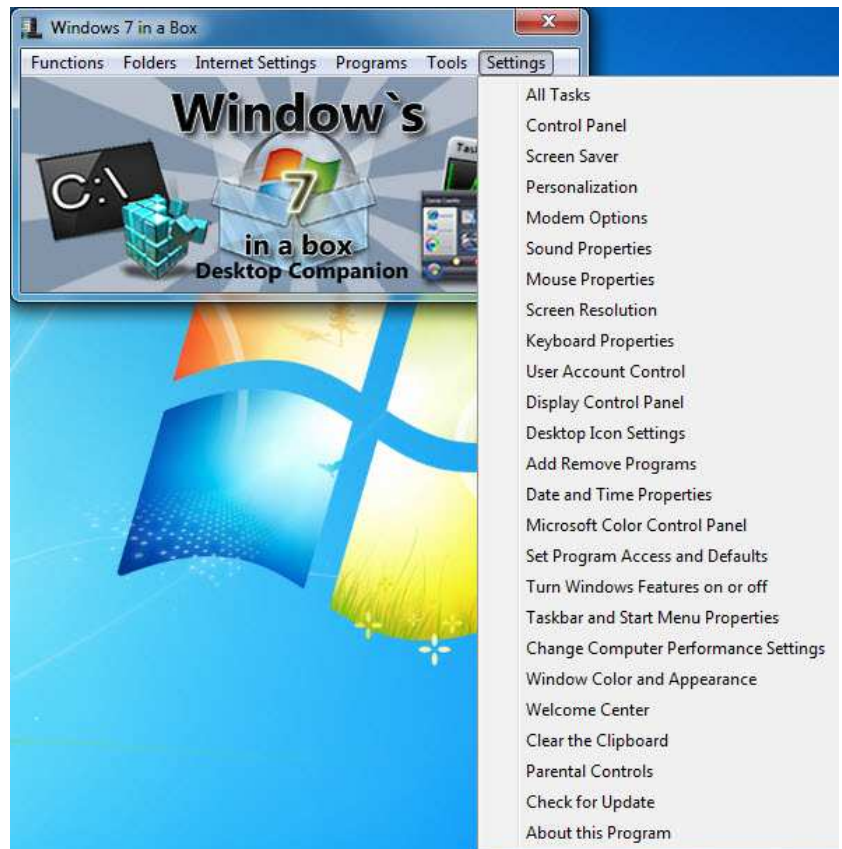 Windows 7 in a Box
Functions Folders Internet Settings Programs Tools Settings
Window`s
7
in a box
Desktop Companion
C:\
Tas
All Tasks
Control Panel
Screen Saver
Personalization
Modem Options
Sound Properties
Mouse Properties
Screen Resolution
Keyboard Properties
User Account Control
Display Control Panel
Desktop Icon Settings
Add Remove Programs
Date and Time Properties
Microsoft Color Control Panel
Set Program Access and Defaults
Turn Windows Features on or off
Taskbar and Start Menu Properties
Change Computer Performance Settings
Window Color and Appearance
Welcome Center
Clear the Clipboard
Parental Controls
Check for Update
About this Program